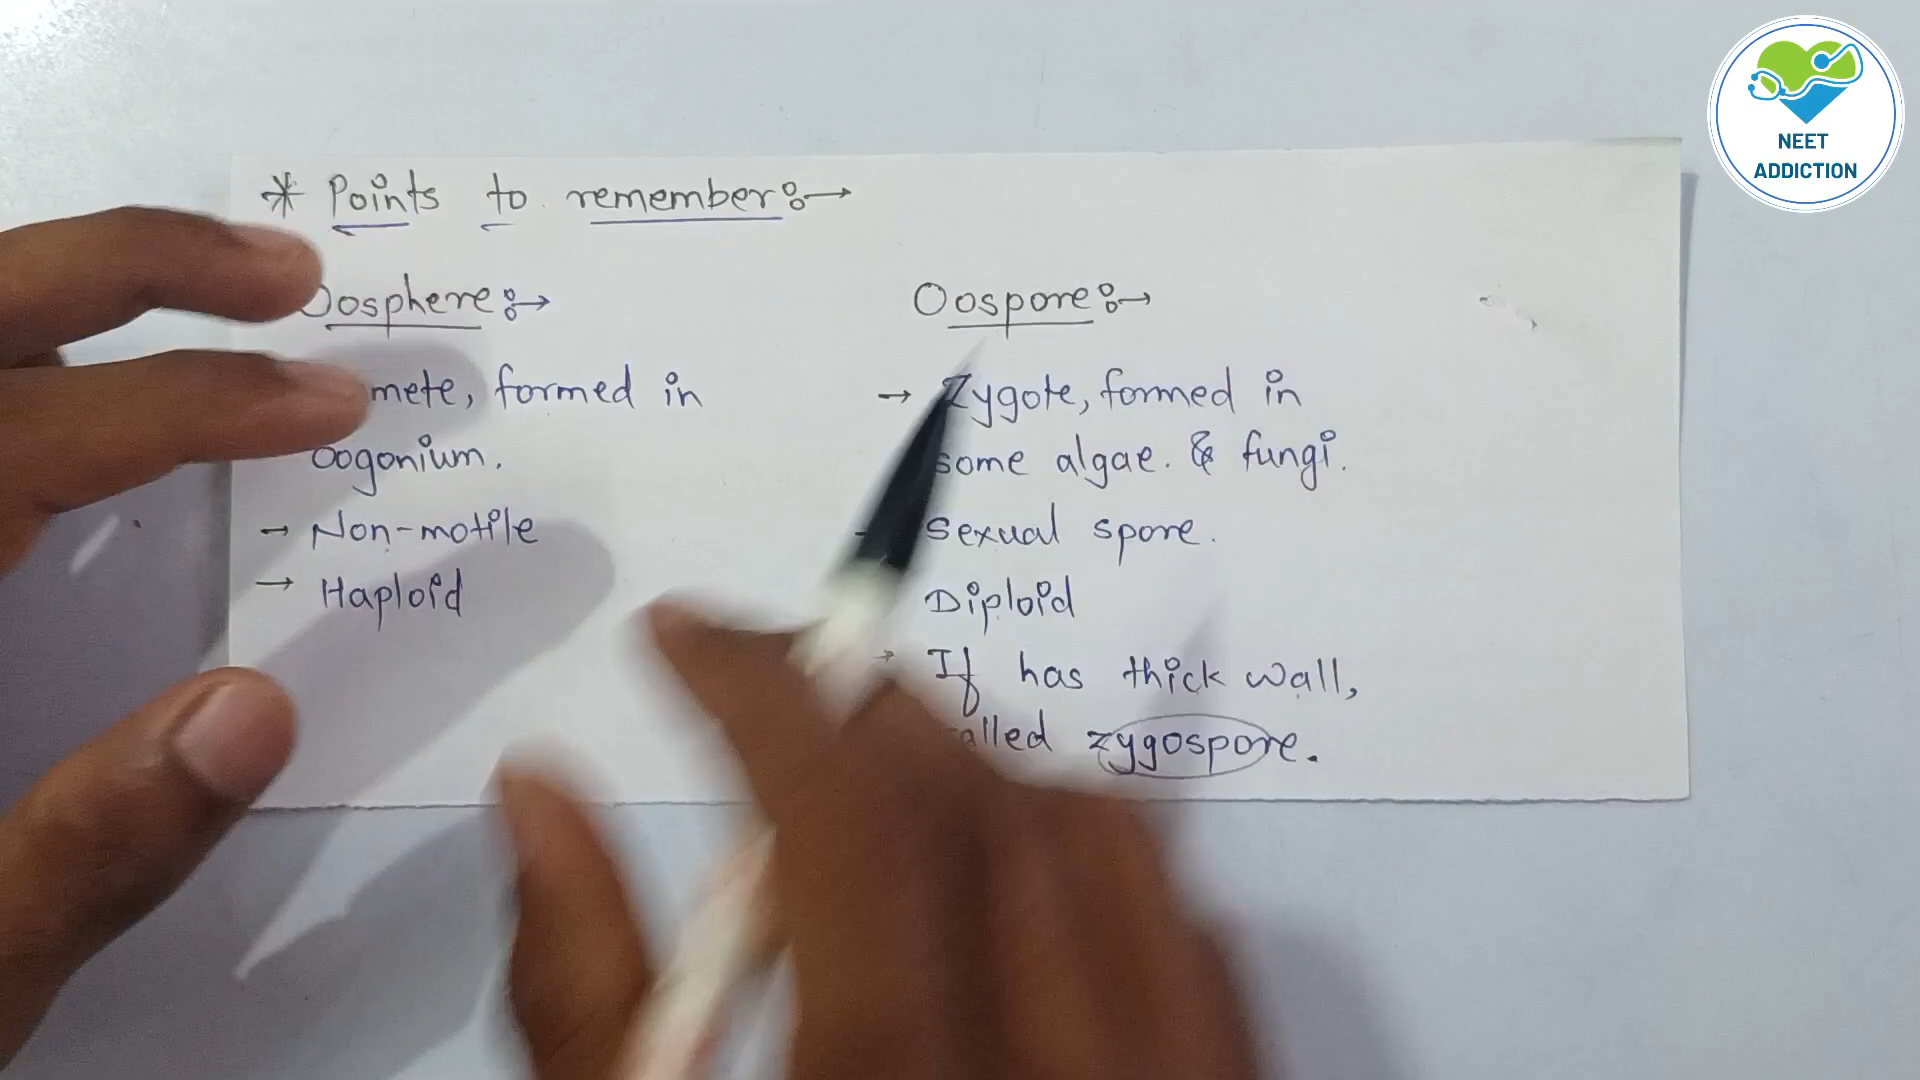 * Points to remember:→
Oosphere:→
mete, formed in
oogonium.
→ Non-motile
→ Haploid
Oospore:→
→ Zygote, formed in
some algae. & fungi.
Sexual spore.
Diploid
→ If has thick wall,
called zygospore.
NEET
ADDICTION